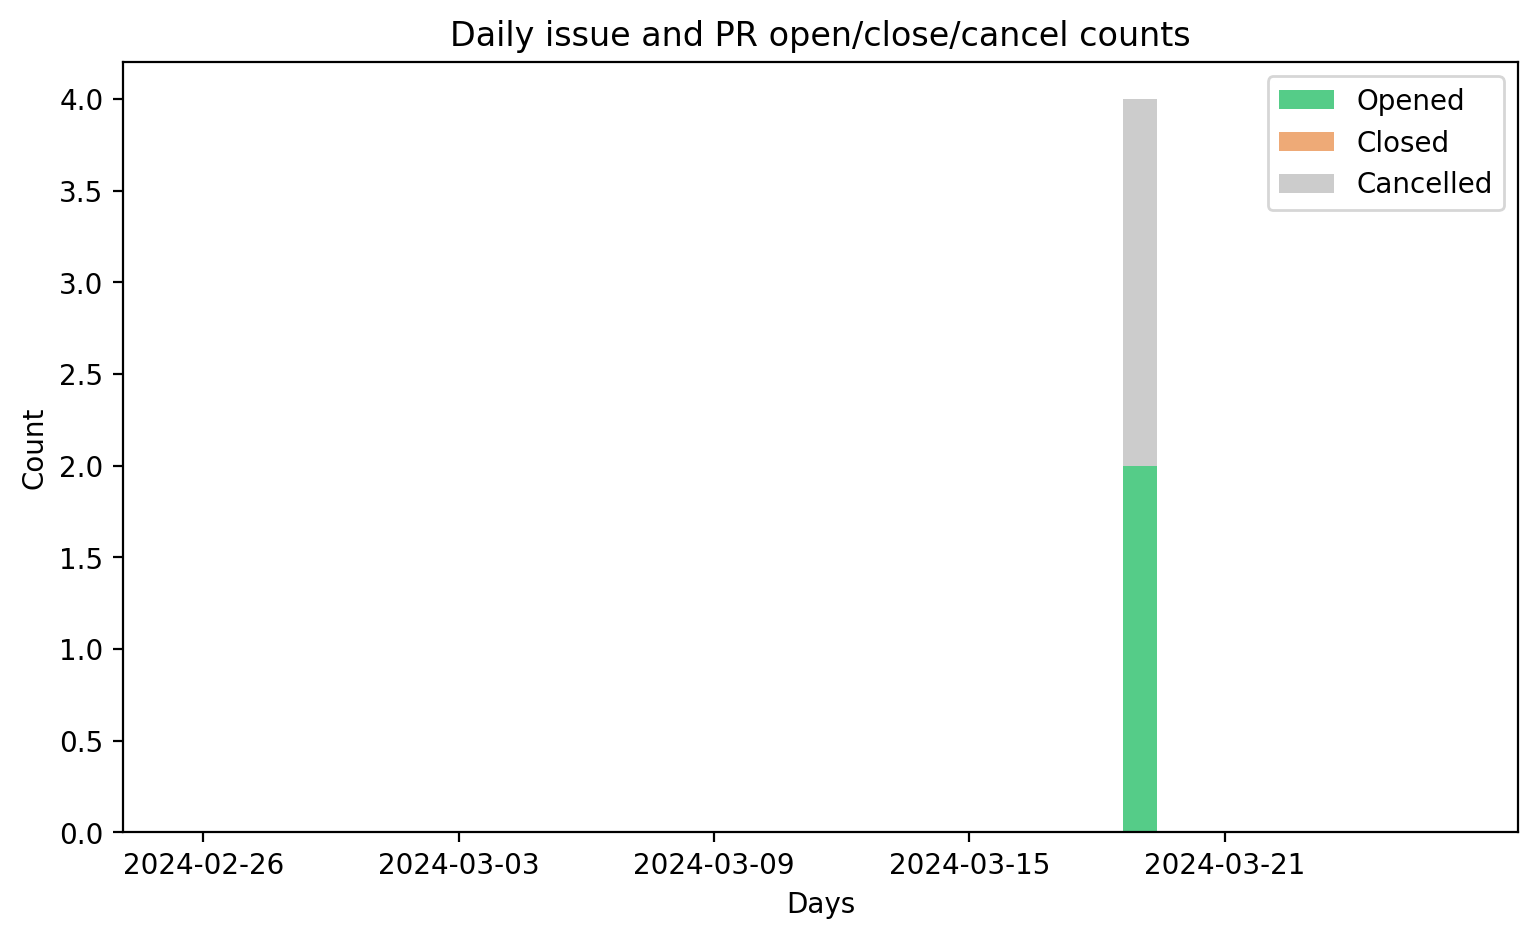 Daily issue and PR open/close/cancel counts
Opened
Closed
Cancelled
Count
4.0
3.5
3.0
2.5
2.0
1.5
1.0
0.5
0.0
2024-02-26 2024-03-03 2024-03-09 2024-03-15 2024-03-21
Days